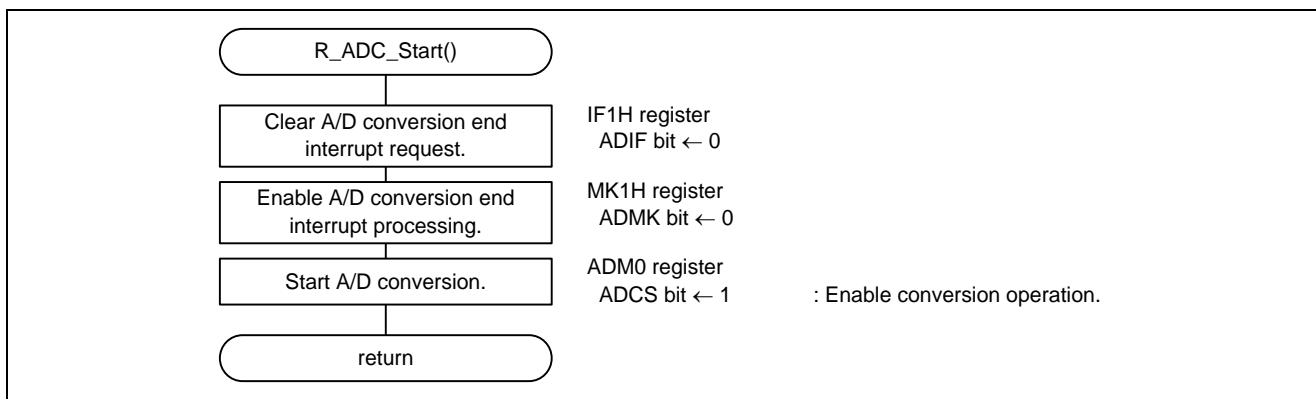 R_ADC_Start()
Clear A/D conversion end
interrupt request.
IF1H register
ADIF bit ← 0
Enable A/D conversion end
interrupt processing.
MK1H register
ADMK bit ← 0
Start A/D conversion.
ADM0 register
ADCS bit ← 1 : Enable conversion operation.
return